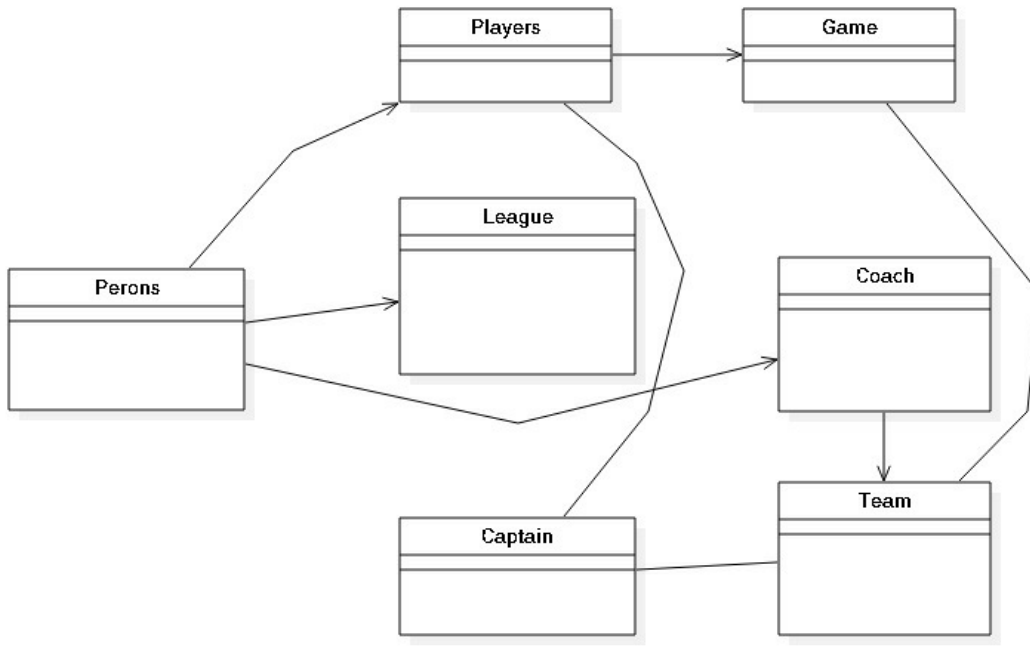 Players
Game
League
Perons
Coach
Team
Captain